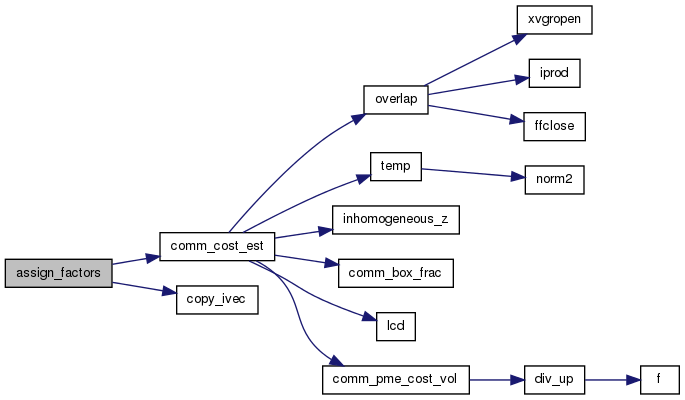 xvgropen
iprod
overlap
ffclose
temp
norm2
inhomogeneous_z
comm_cost_est
assign_factors
comm_box_frac
copy_ivec
lcd
comm_pme_cost_vol
div_up
f